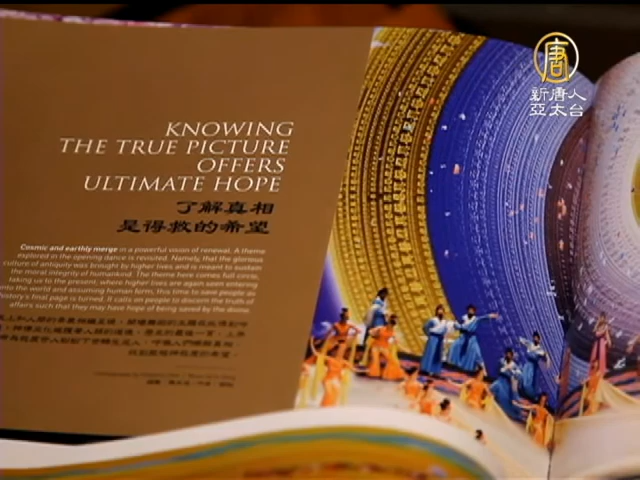 唐
新唐人
亞太台
KNOWING
THE TRUE PICTURE
OFFERS
ULTIMATE HOPE
了解真相
是得救的希望
Cosmic and earthly merge in a powerful vision of renewal. A theme
explored in the opening dance is revisited. Namely, that the glorious
culture of antiquity was brought by higher lives and is meant to sustain
the moral integrity of humankind. The theme here comes full circle,
taking us to the present, where higher lives are again seen entering
into the world and assuming human form, this time to save people as
history's final page is turned. It calls on people to discern the truth of
affairs such that they may have hope of being saved by the divine.